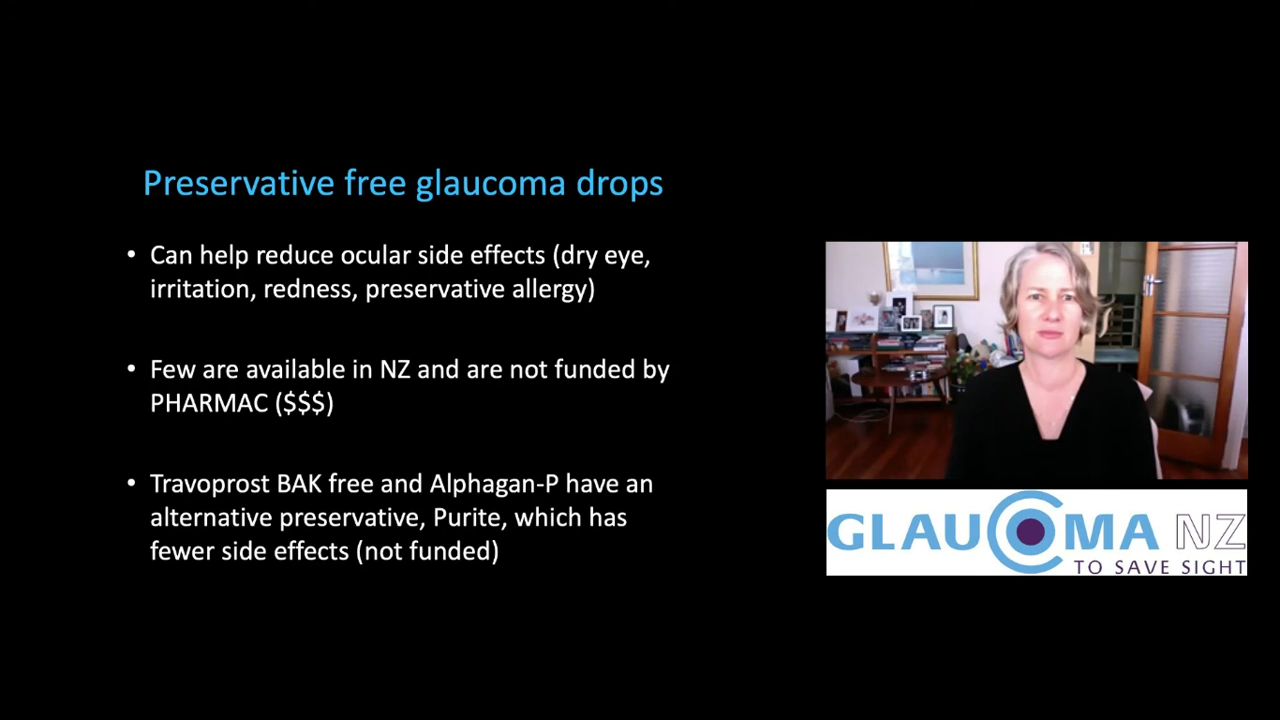 Preservative free glaucoma drops
• Can help reduce ocular side effects (dry eye,
irritation, redness, preservative allergy)
• Few are available in NZ and are not funded by
PHARMAC ($$$)
• Travoprost BAK free and Alphagan-P have an
alternative preservative, Purite, which has
fewer side effects (not funded)
GLAUCOMA NZ
TO SAVE SIGHT